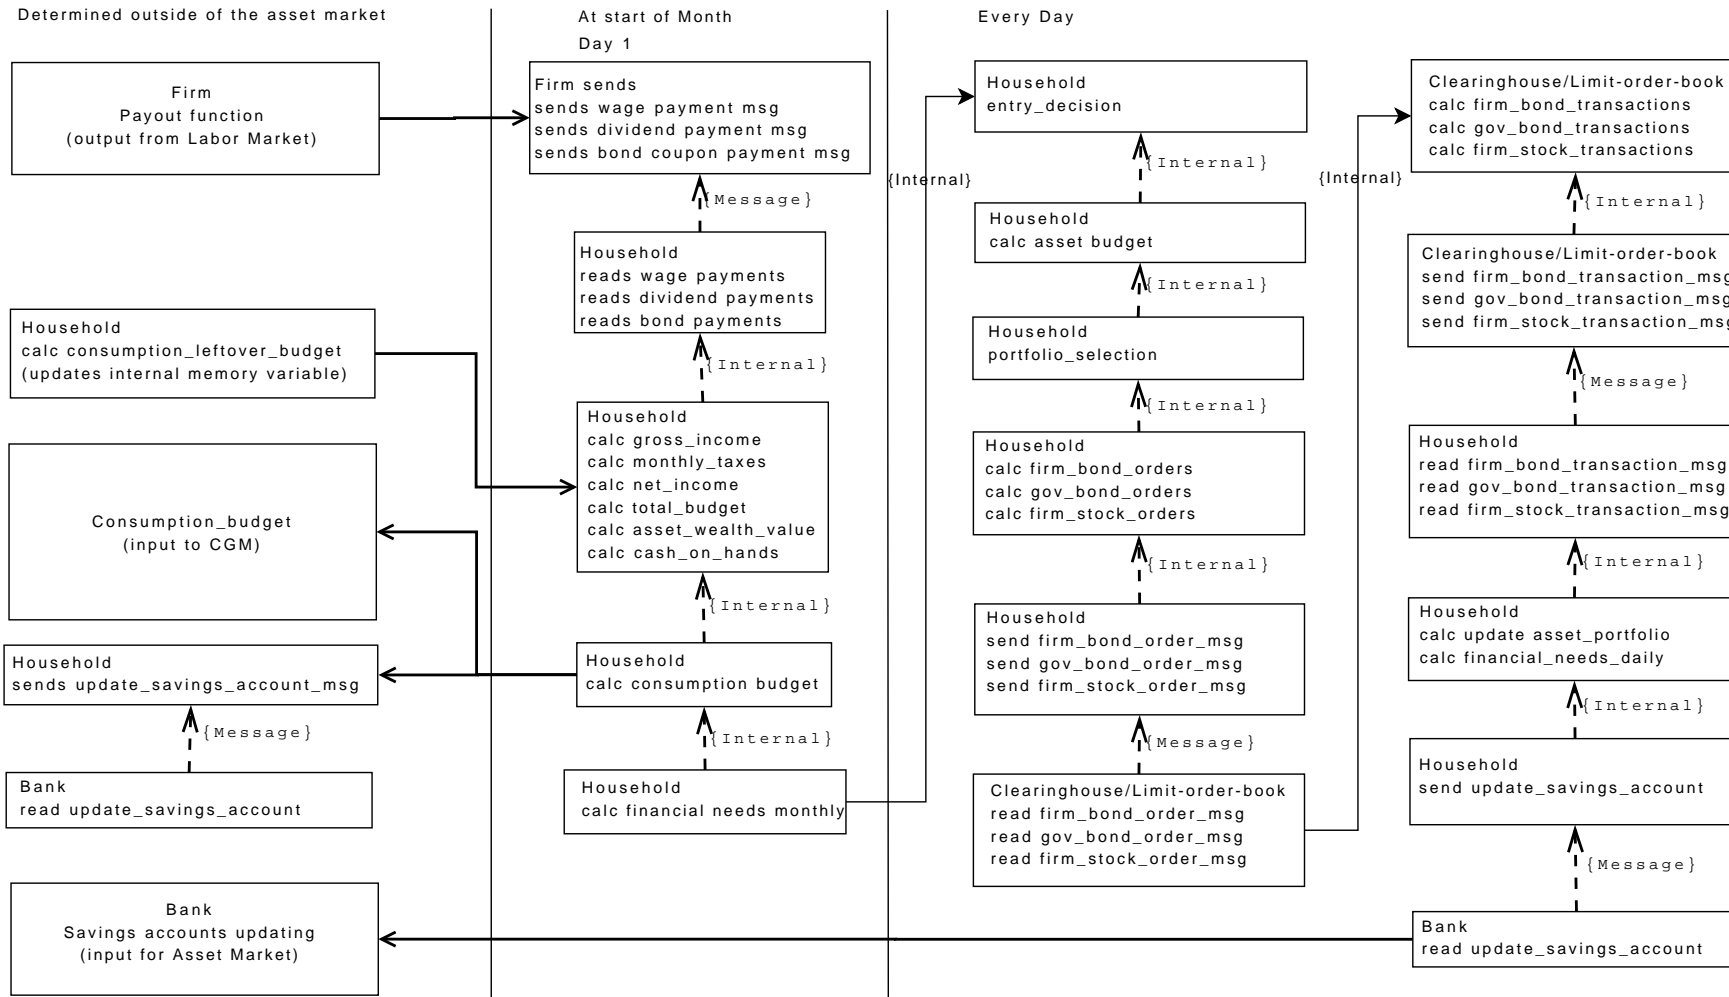 Determined outside of the asset market
Firm
Payout function
(output from Labor Market)
Household
calc consumption_leftover_budget
(updates internal memory variable)
Consumption_budget
(input to CGM)
Household
sends update_savings_account_msg
{Message}
Bank
read update_savings_account
Bank
Savings accounts updating
(input for Asset Market)
At start of Month
Day 1
Firm sends
sends wage payment msg
sends dividend payment msg
sends bond coupon payment msg
{Message}
Household
reads wage payments
reads dividend payments
reads bond payments
{Internal}
Household
calc gross_income
calc monthly_taxes
calc net_income
calc total_budget
calc asset_wealth_value
calc cash_on_hands
{Internal}
Household
calc consumption budget
{Internal}
Household
calc financial needs monthly
{Internal}
Every Day
Household
entry_decision
{Internal}
Household
calc asset budget
{Internal}
Household
portfolio_selection
{Internal}
Household
calc firm_bond_orders
calc gov_bond_orders
calc firm_stock_orders
{Internal}
Household
send firm_bond_order_msg
send gov_bond_order_msg
send firm_stock_order_msg
{Message}
Clearinghouse/Limit-order-book
read firm_bond_order_msg
read gov_bond_order_msg
read firm_stock_order_msg
{Internal}
Clearinghouse/Limit-order-book
calc firm_bond_transactions
calc gov_bond_transactions
calc firm_stock_transactions
{Internal}
Clearinghouse/Limit-order-book
send firm_bond_transaction_msg
send gov_bond_transaction_msg
send firm_stock_transaction_msg
{Message}
Household
read firm_bond_transaction_msg
read gov_bond_transaction_msg
read firm_stock_transaction_msg
{Internal}
Household
calc update asset_portfolio
calc financial_needs_daily
{Internal}
Household
send update_savings_account
{Message}
Bank
read update_savings_account